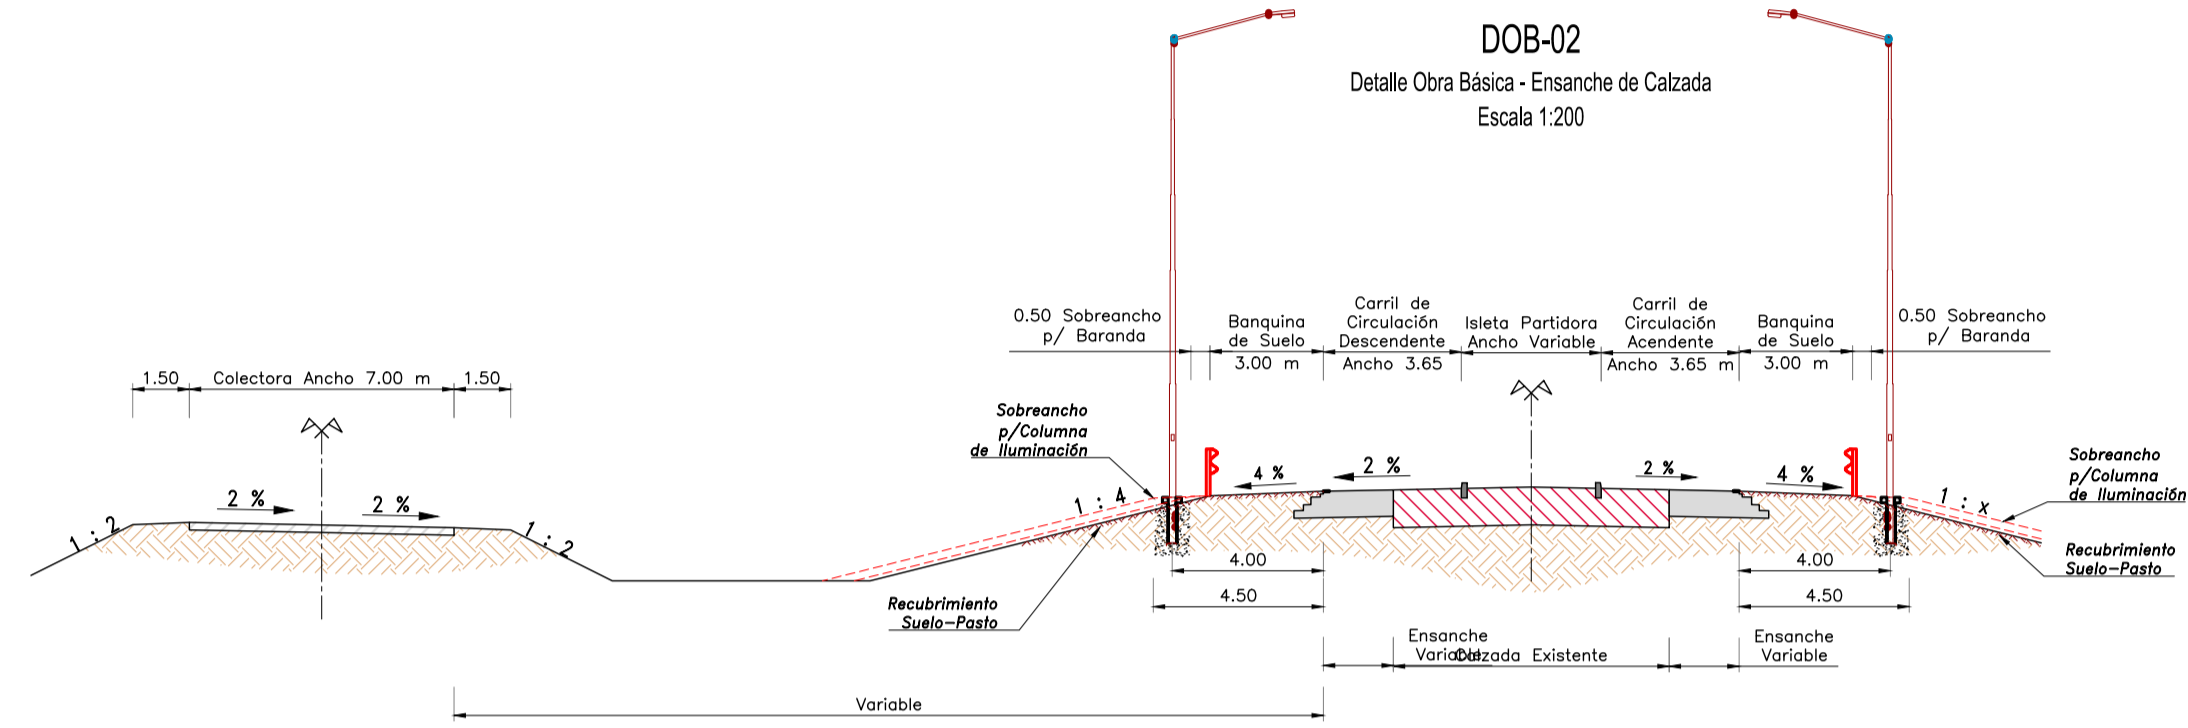 DOB-02
Detalle Obra Básica - Ensanche de Calzada
Escala 1:200
0.50 Sobreancho
p/ Baranda
Banquina
de Suelo
3.00 m
Carril de
Circulación
Descendente
Ancho 3.65
Isleta Partidora
Ancho Variable
Carril de
Circulación
Acendente
Ancho 3.65 m
Banquina
de Suelo
3.00 m
0.50 Sobreancho
p/ Baranda
1.50
Colectora Ancho 7.00 m
1.50
Sobreancho
p/Columna
de Iluminación
4 %
2 %
2 %
4 %
Sobreancho
p/Columna
de Iluminación
1 : 2
2 %
2 %
1 : 2
1 : 4
1 : x
Recubrimiento
Suelo-Pasto
4.00
4.50
4.00
4.50
Recubrimiento
Suelo-Pasto
Ensanche
Variable
Calzada Existente
Ensanche
Variable
Variable